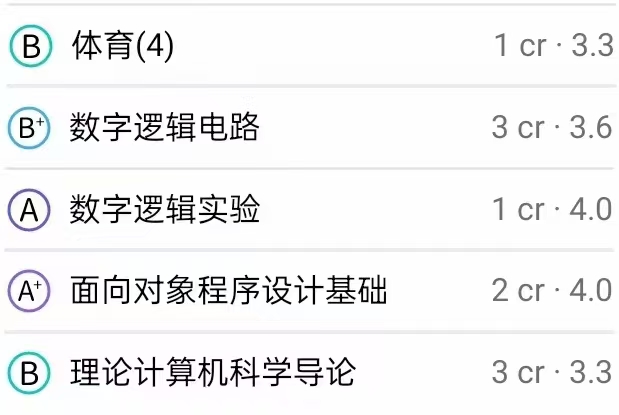 B 体育(4) 1 cr · 3.3
B+ 数字逻辑电路 3 cr · 3.6
A 数字逻辑实验 1 cr · 4.0
A+ 面向对象程序设计基础 2 cr · 4.0
B 理论计算机科学导论 3 cr · 3.3